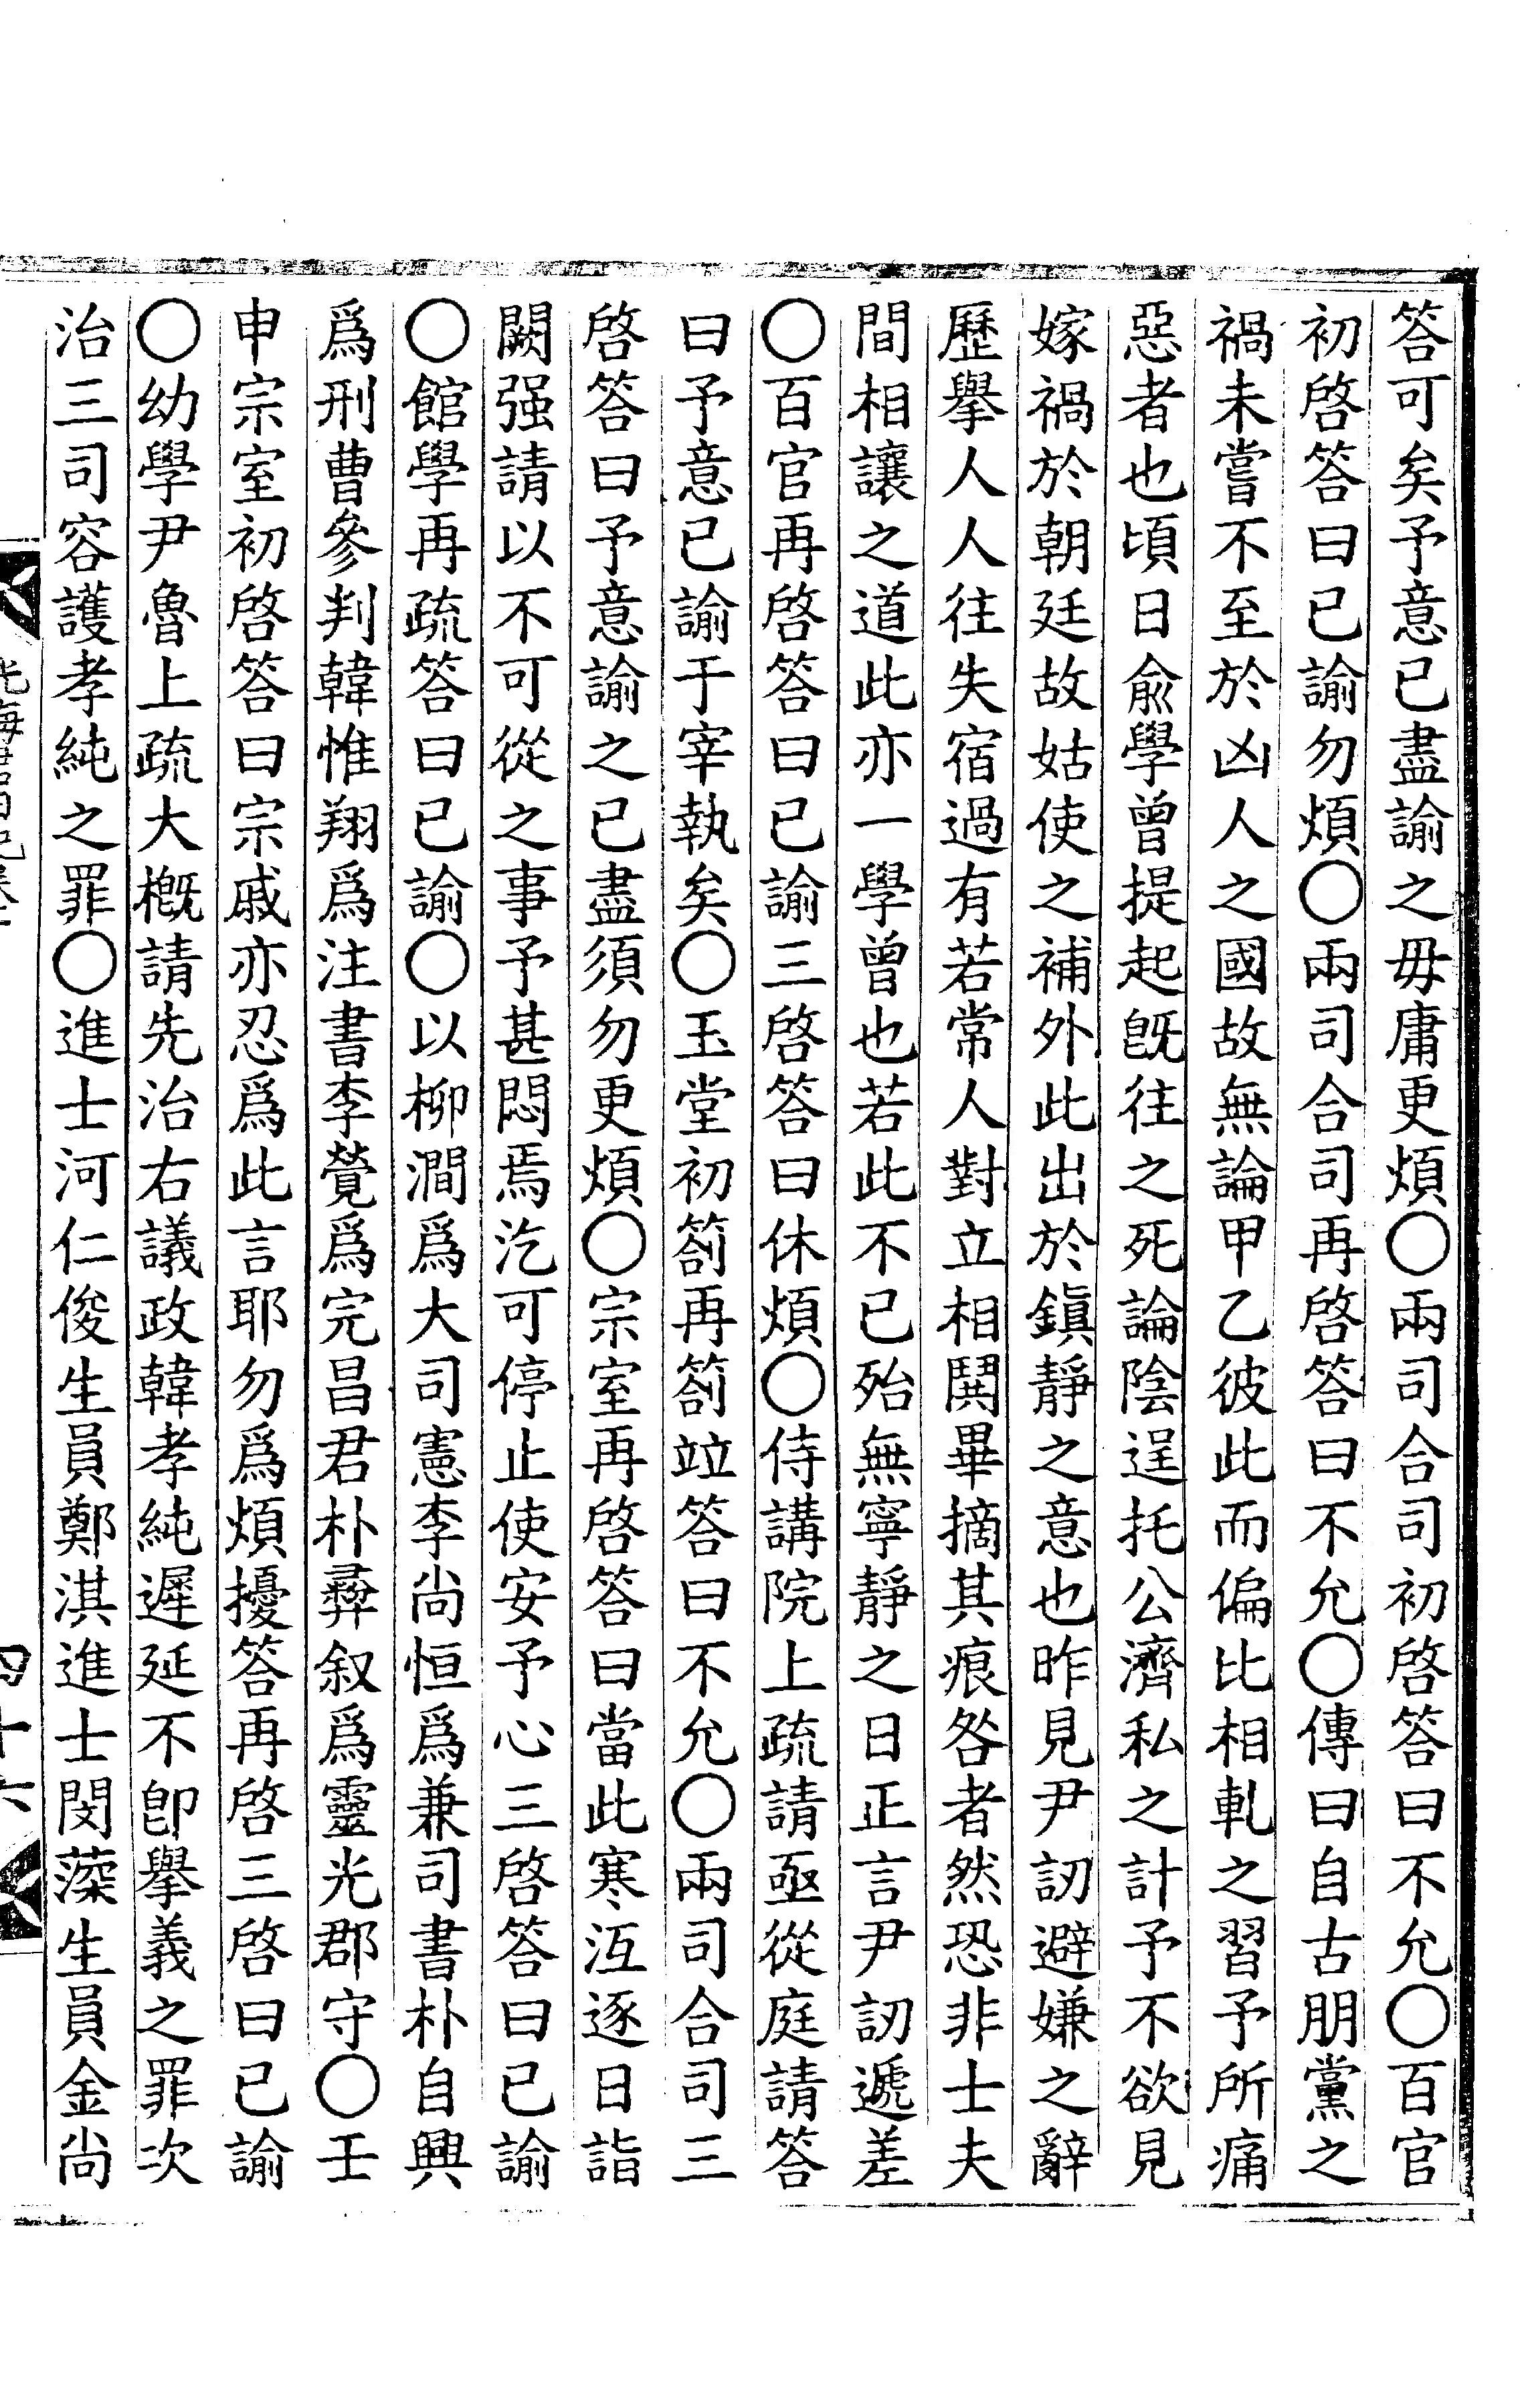 答可矣予意已盡諭之毋庸更煩〇兩司合司初啓答曰不允〇百官
初啓答曰已諭勿煩〇兩司合司再啓答曰不允〇傳曰自古朋黨之
禍未嘗不至於凶人之國故無論甲乙彼此而偏比相軋之習予所痛
惡者也頃日兪學曾提起旣往之死論陰逞托公濟私之計予不欲見
嫁禍於朝廷故姑使之補外此出於鎭靜之意也昨見尹訒避嫌之辭
歷擧人人往失宿過有若常人對立相鬨畢摘其痕咎者然恐非士夫
間相讓之道此亦一學曾也若此不已殆無寧靜之日正言尹訒遞差
〇百官再啓答曰已諭三啓答曰休煩〇侍講院上疏請亟從庭請答
曰予意已諭于宰執矣〇玉堂初箚再箚竝答曰不允〇兩司合司三
啓答曰予意諭之已盡須勿更煩〇宗室再啓答曰當此寒沍逐日詣
闕强請以不可從之事予甚悶焉汔可停止使安予心三啓答曰已諭
〇館學再疏答曰已諭〇以柳澗爲大司憲李尙恒爲兼司書朴自興
爲刑曹參判韓惟翔爲注書李覮爲完昌君朴彛叙爲靈光郡守〇壬
申宗室初啓答曰宗戚亦忍爲此言耶勿爲煩擾答再啓三啓曰已諭
〇幼學尹魯上疏大槪請先治右議政韓孝純遲延不卽擧義之罪次
治三司容護孝純之罪〇進士河仁俊生員鄭淇進士閔藻生員金尙
四十六